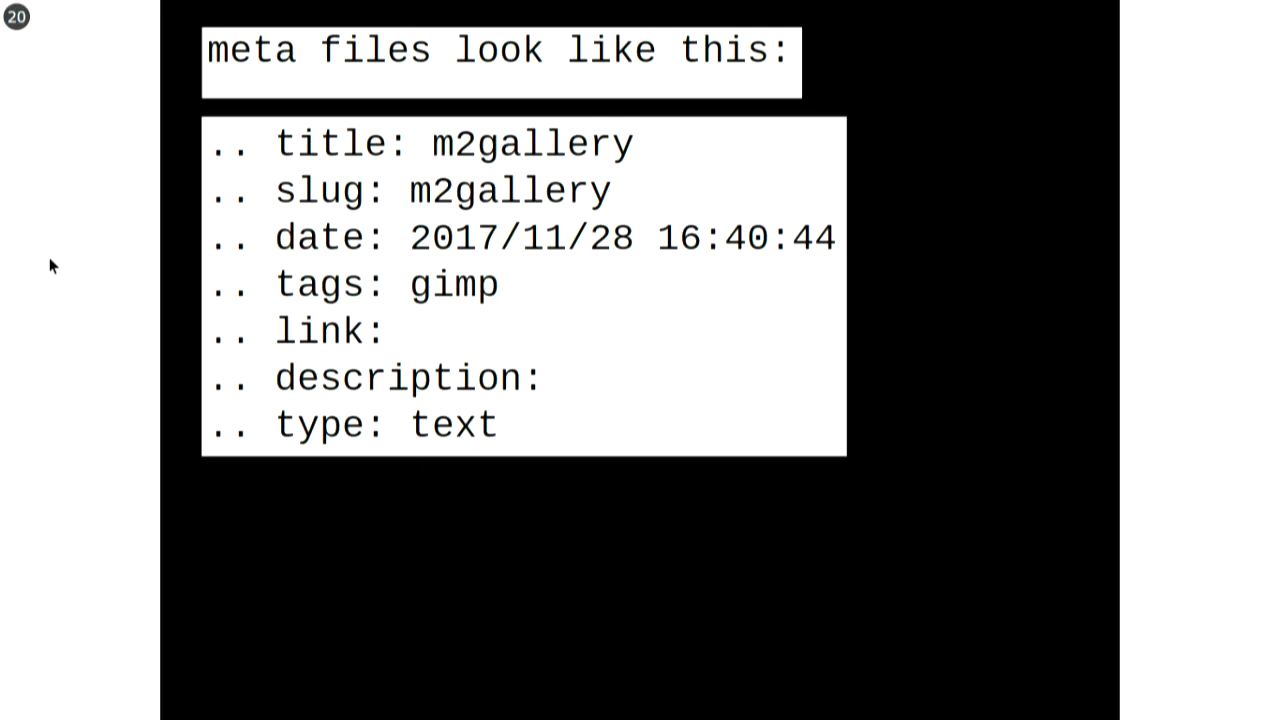 20
meta files look like this:
.. title: m2gallery
.. slug: m2gallery
.. date: 2017/11/28 16:40:44
.. tags: gimp
.. link:
.. description:
.. type: text